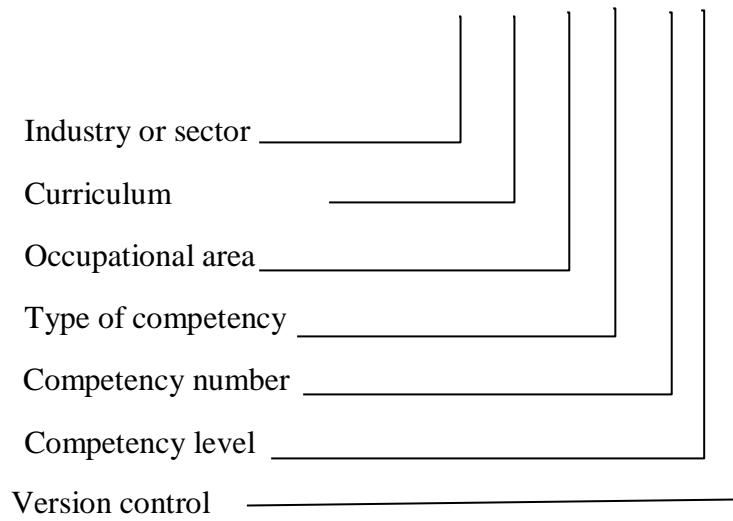 Industry or sector
Curriculum
Occupational area
Type of competency
Competency number
Competency level
Version control